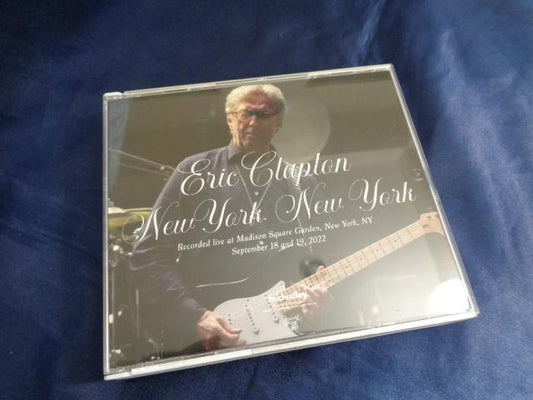 Eric Clapton
New York, New York
Recorded live at Madison Square Garden, New York, NY
September 18 and 19, 2022
midvalley